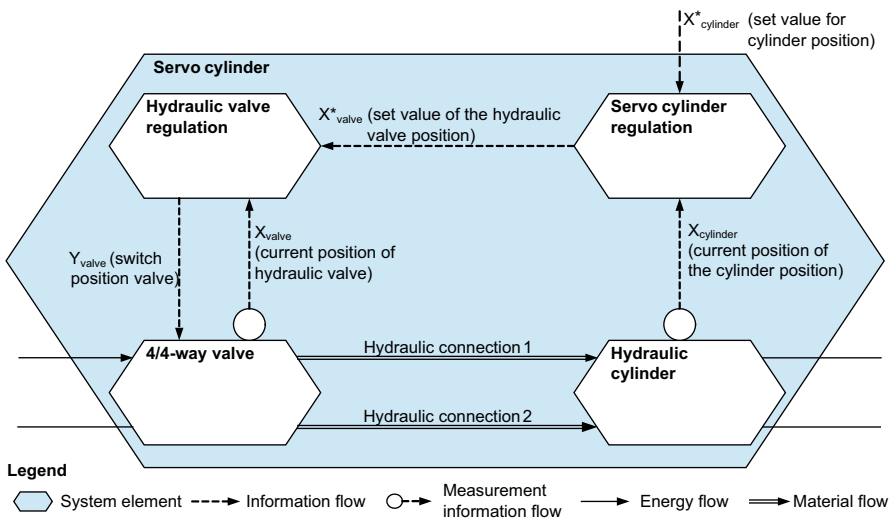 X*cylinder (set value for
cylinder position)
Servo cylinder
Hydraulic valve
regulation
X*valve (set value of the hydraulic
valve position)
Servo cylinder
regulation
Xvalve
(current position of
hydraulic valve)
Yvalve (switch
position valve)
Xcylinder
(current position of
the cylinder position)
4/4-way valve
Hydraulic connection 1
Hydraulic
cylinder
Hydraulic connection 2
Legend
System element
Information flow
Measurement
information flow
Energy flow
Material flow